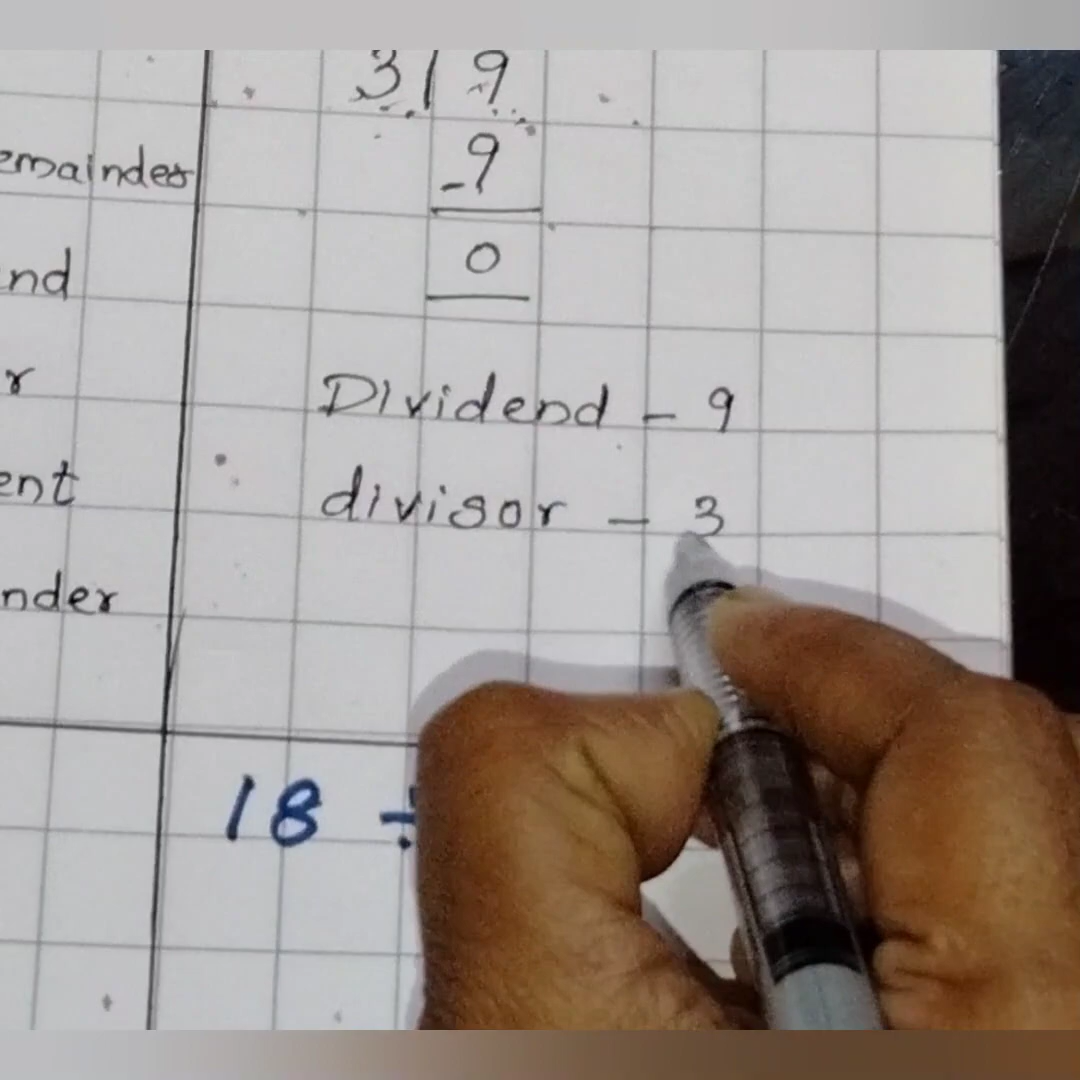 3) 9
emainder
- 9
0
nd
r
Dividend - 9
ent
divisor - 3
nder
18 ÷